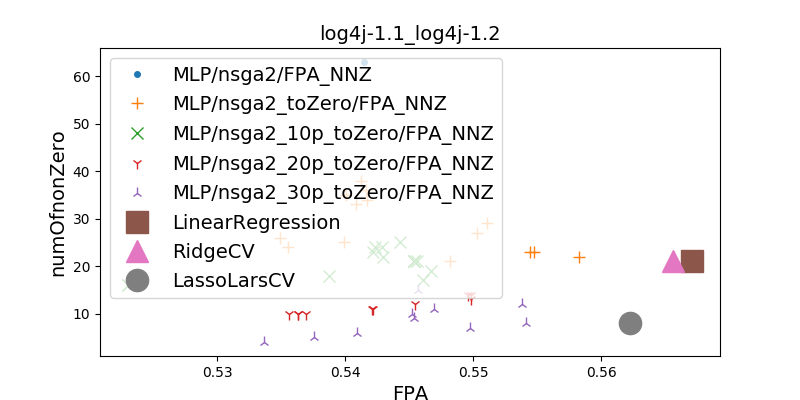 log4j-1.1_log4j-1.2
numOfnonZero
60
50
40
30
20
10
MLP/nsga2/FPA_NNZ
MLP/nsga2_toZero/FPA_NNZ
MLP/nsga2_10p_toZero/FPA_NNZ
MLP/nsga2_20p_toZero/FPA_NNZ
MLP/nsga2_30p_toZero/FPA_NNZ
LinearRegression
RidgeCV
LassoLarsCV
0.53 0.54 0.55 0.56
FPA